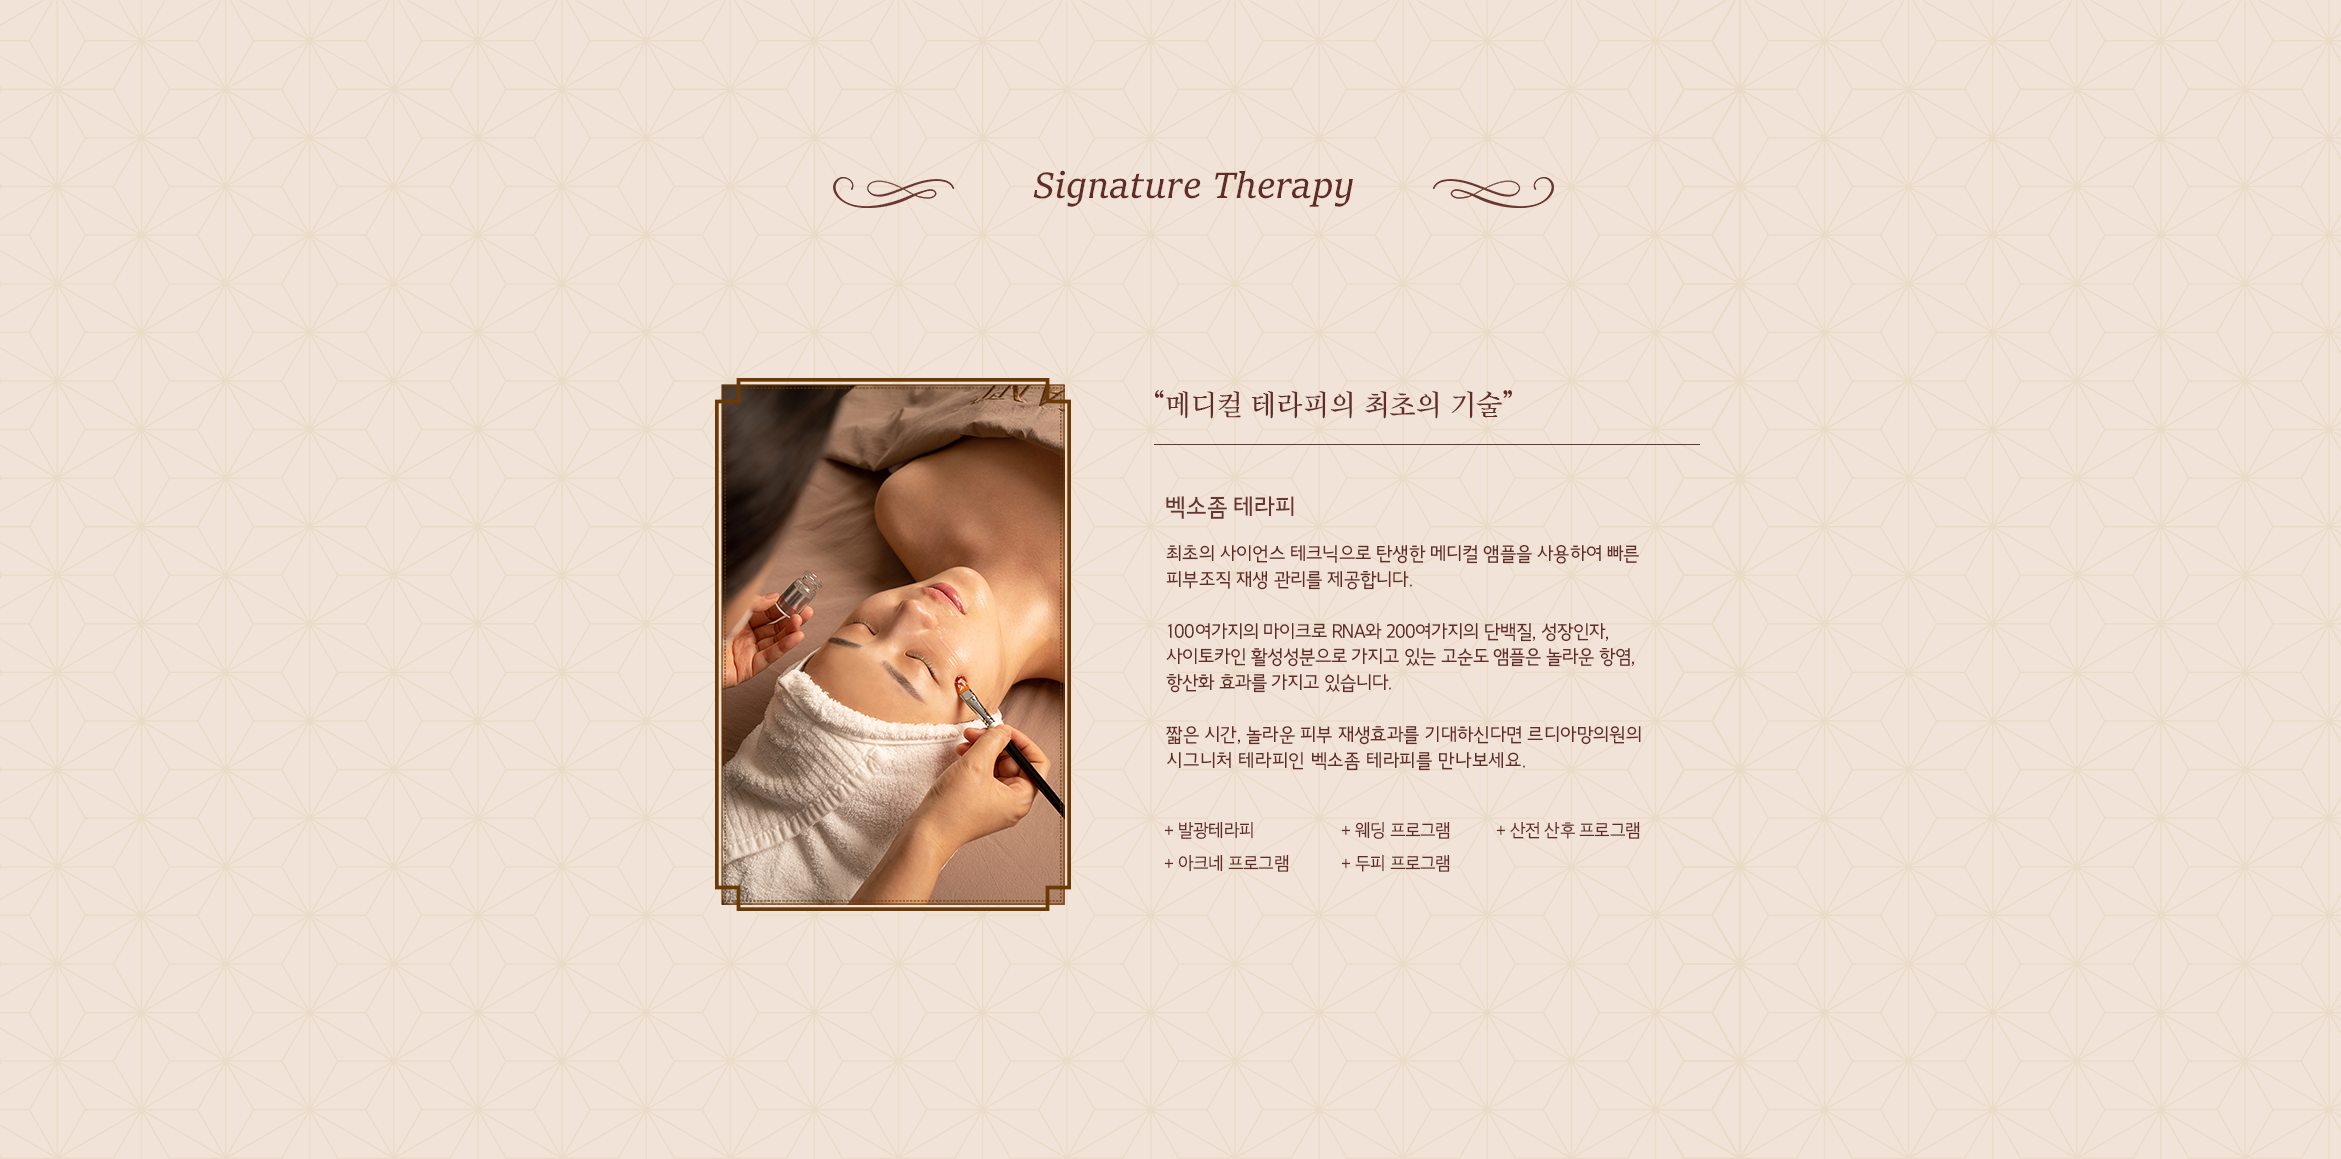 Signature Therapy
“메디컬 테라피의 최초의 기술”
벡소좀 테라피
최초의 사이언스 테크닉으로 탄생한 메디컬 앰플을 사용하여 빠른
피부조직 재생 관리를 제공합니다.
100여가지의 마이크로 RNA와 200여가지의 단백질, 성장인자,
사이토카인 활성성분으로 가지고 있는 고순도 앰플은 놀라운 항염,
항산화 효과를 가지고 있습니다.
짧은 시간, 놀라운 피부 재생효과를 기대하신다면 르디아망의원의
시그니처 테라피인 벡소좀 테라피를 만나보세요.
+ 발광테라피 + 웨딩 프로그램 + 산전 산후 프로그램
+ 아크네 프로그램 + 두피 프로그램